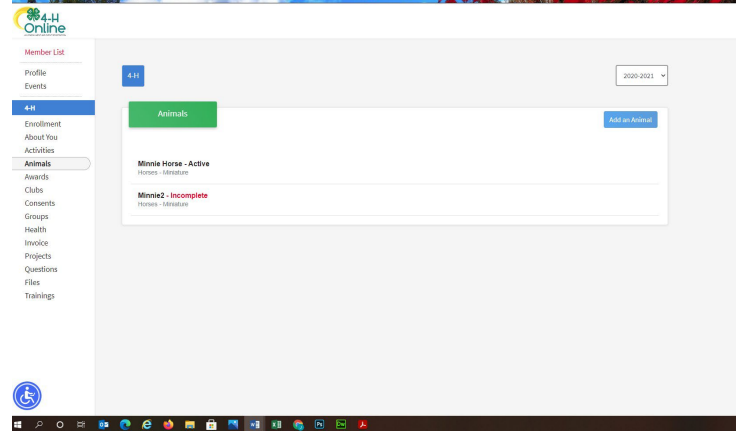 4-H
Online
Member List
Profile
Events
4-H
Enrollment
About You
Activities
Animals
Awards
Clubs
Consents
Groups
Health
Invoice
Projects
Questions
Files
Trainings
4-H
2020-2021
Animals
Add an Animal
Minnie Horse - Active
Horses - Miniature
Minnie2 - Incomplete
Horses - Miniature